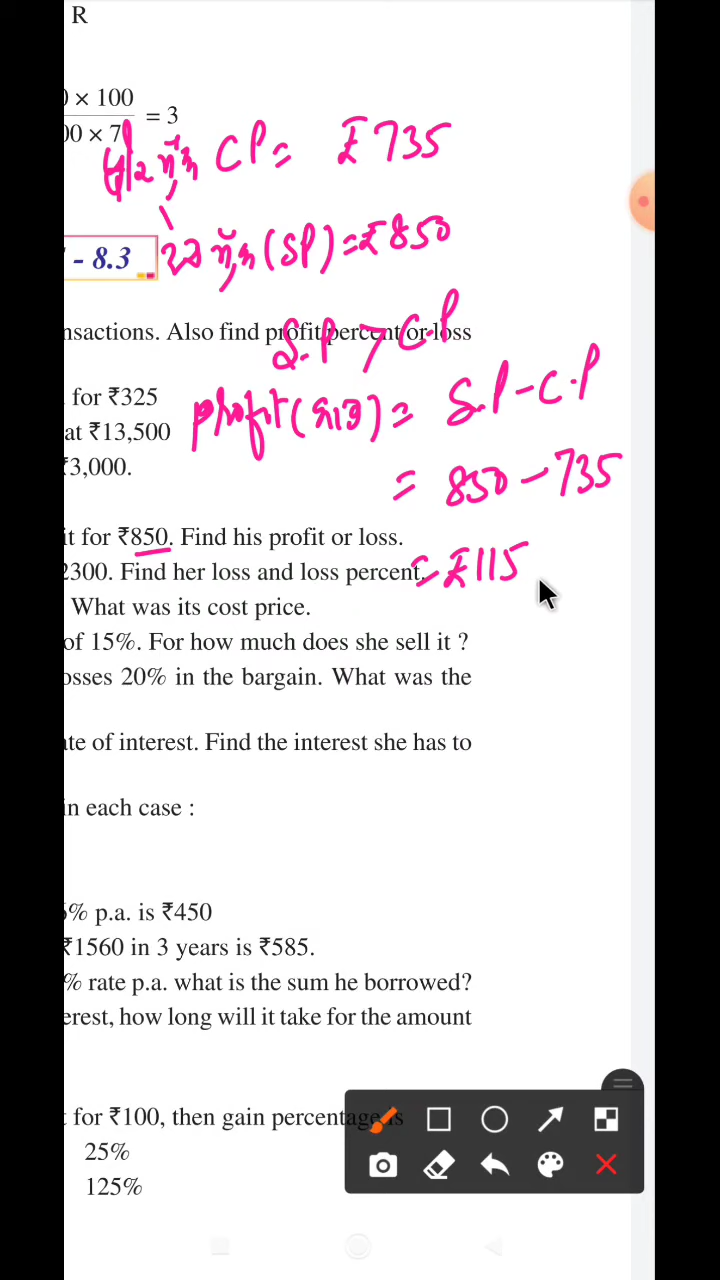 R
0 × 100
00 × 7 = 3
CP = ₹735
- 8.3
(SP) = ₹850
nsactions. Also find profit percent or loss
S.P > C.P
for ₹325
at ₹13,500
profit ( ) = S.P - C.P
₹3,000.
= 850 - 735
it for ₹850. Find his profit or loss.
2300. Find her loss and loss percent.
= ₹115
What was its cost price.
of 15%. For how much does she sell it ?
osses 20% in the bargain. What was the
ate of interest. Find the interest she has to
in each case :
% p.a. is ₹450
₹1560 in 3 years is ₹585.
% rate p.a. what is the sum he borrowed?
erest, how long will it take for the amount
for ₹100, then gain percentage is
25%
125%